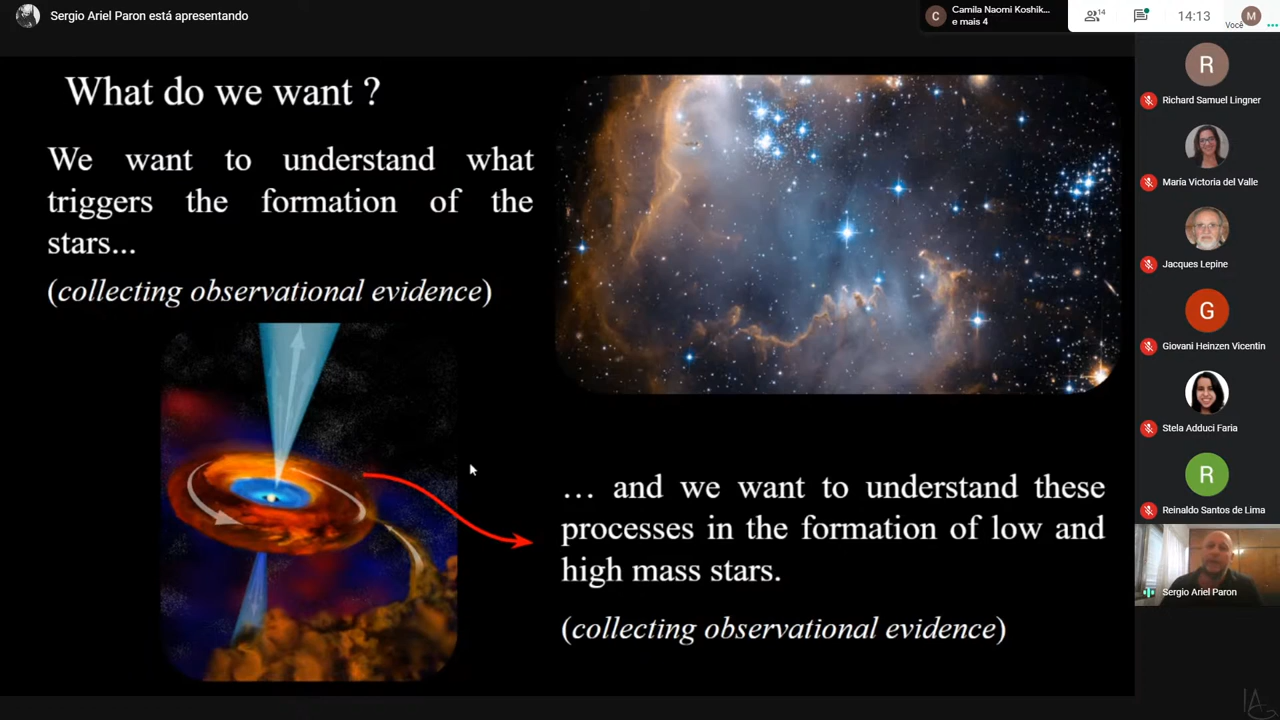 Sergio Ariel Paron está apresentando
Camila Naomi Koshik...
e mais 4
C
14
14:13
Você
M
What do we want ?
We want to understand what
triggers the formation of the
stars...
(collecting observational evidence)
… and we want to understand these
processes in the formation of low and
high mass stars.
(collecting observational evidence)
R
Richard Samuel Lingner
María Victoria del Valle
Jacques Lepine
G
Giovani Heinzen Vicentin
Stela Adduci Faria
R
Reinaldo Santos de Lima
Sergio Ariel Paron
IAG